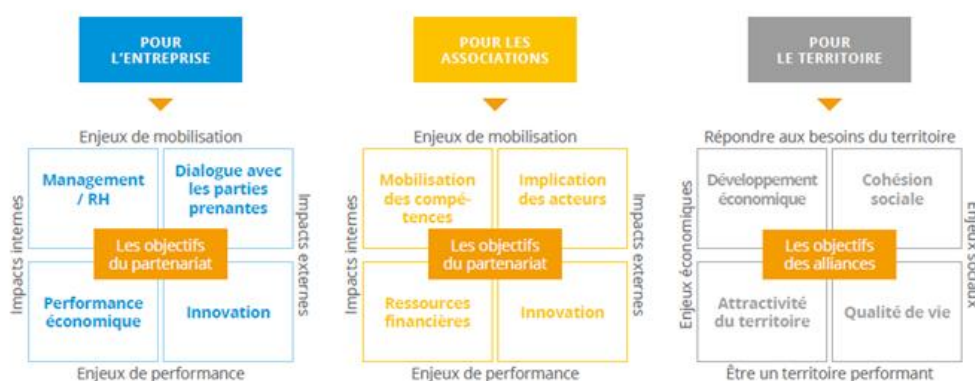 POUR
L'ENTREPRISE
Enjeux de mobilisation
Impacts internes
Management
/ RH
Dialogue avec
les parties
prenantes
Impacts externes
Les objectifs
du partenariat
Performance
économique
Innovation
Enjeux de performance
POUR LES
ASSOCIATIONS
Enjeux de mobilisation
Impacts internes
Mobilisation
des compé-
tences
Implication
des acteurs
Impacts externes
Les objectifs
du partenariat
Ressources
financières
Innovation
Enjeux de performance
POUR
LE TERRITOIRE
Répondre aux besoins du territoire
Enjeux économiques
Développement
économique
Cohésion
sociale
Enjeux sociaux
Les objectifs
des alliances
Attractivité
du territoire
Qualité de vie
Être un territoire performant